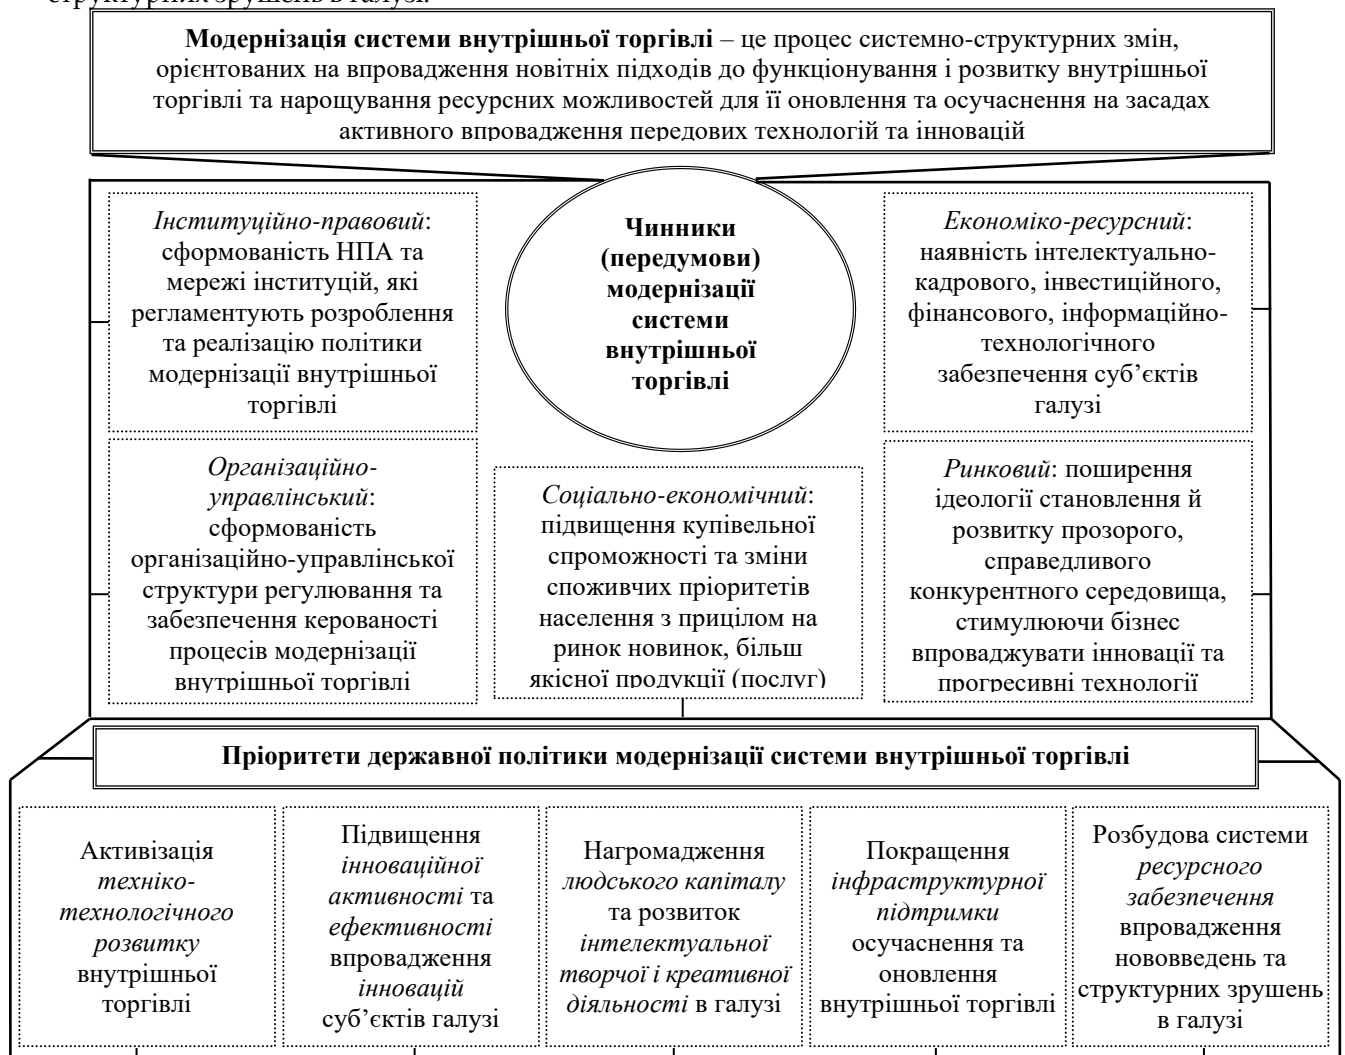 структурних зрушень в галузі.
Модернізація системи внутрішньої торгівлі – це процес системно-структурних змін,
орієнтованих на впровадження новітніх підходів до функціонування і розвитку внутрішньої
торгівлі та нарощування ресурсних можливостей для її оновлення та осучаснення на засадах
активного впровадження передових технологій та інновацій
Інституційно-правовий:
сформованість НПА та
мережі інституцій, які
регламентують розроблення
та реалізацію політики
модернізації внутрішньої
торгівлі
Чинники
(передумови)
модернізації
системи
внутрішньої
торгівлі
Економіко-ресурсний:
наявність інтелектуально-
кадрового, інвестиційного,
фінансового, інформаційно-
технологічного
забезпечення суб’єктів
галузі
Організаційно-
управлінський:
сформованість
організаційно-управлінської
структури регулювання та
забезпечення керованості
процесів модернізації
внутрішньої торгівлі
Соціально-економічний:
підвищення купівельної
спроможності та зміни
споживчих пріоритетів
населення з прицілом на
ринок новинок, більш
якісної продукції (послуг)
Ринковий: поширення
ідеології становлення й
розвитку прозорого,
справедливого
конкурентного середовища,
стимулюючи бізнес
впроваджувати інновації та
прогресивні технології
Пріоритети державної політики модернізації системи внутрішньої торгівлі
Активізація
техніко-
технологічного
розвитку
внутрішньої
торгівлі
Підвищення
інноваційної
активності та
ефективності
впровадження
інновацій
суб’єктів галузі
Нагромадження
людського капіталу
та розвиток
інтелектуальної
творчої і креативної
діяльності в галузі
Покращення
інфраструктурної
підтримки
осучаснення та
оновлення
внутрішньої торгівлі
Розбудова системи
ресурсного
забезпечення
впровадження
нововведень та
структурних зрушень
в галузі